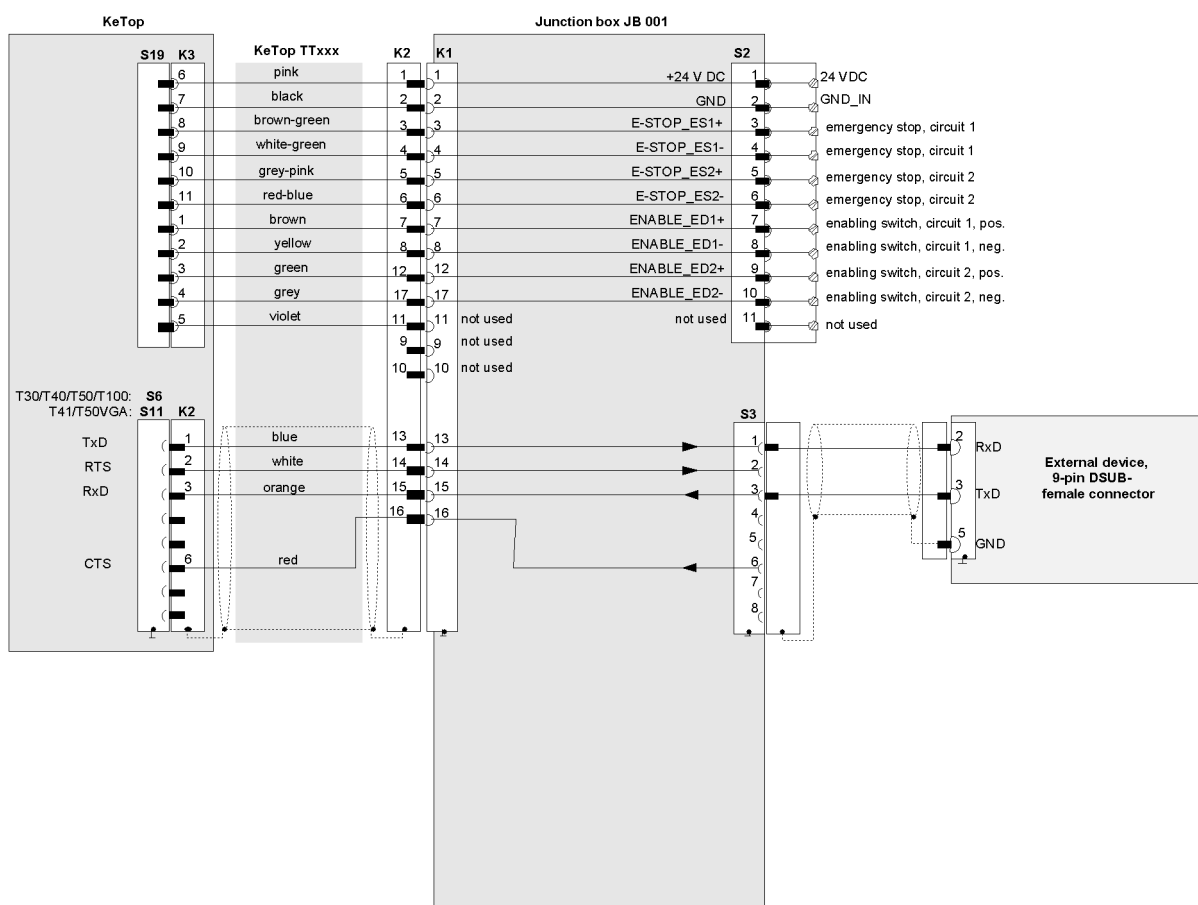 KeTop Junction box JB 001
S19 K3 KeTop TTxxx K2 K1 S2
6 pink 1 1 +24 V DC 1 24 VDC
7 black 2 2 GND 2 GND_IN
8 brown-green 3 3 E-STOP_ES1+ 3 emergency stop, circuit 1
9 white-green 4 4 E-STOP_ES1- 4 emergency stop, circuit 1
10 grey-pink 5 5 E-STOP_ES2+ 5 emergency stop, circuit 2
11 red-blue 6 6 E-STOP_ES2- 6 emergency stop, circuit 2
1 brown 7 7 ENABLE_ED1+ 7 enabling switch, circuit 1, pos.
2 yellow 8 8 ENABLE_ED1- 8 enabling switch, circuit 1, neg.
3 green 12 12 ENABLE_ED2+ 9 enabling switch, circuit 2, pos.
4 grey 17 17 ENABLE_ED2- 10 enabling switch, circuit 2, neg.
5 violet 11 11 not used not used 11 not used
9 9 not used
10 10 not used
T30/T40/T50/T100: S6
T41/T50VGA: S11 K2 S3
TxD 1 blue 13 13 1 2 RxD
RTS 2 white 14 14 2
RxD 3 orange 15 15 3 3 TxD
16 16 4
5 5 GND
CTS 6 red 6
7
8
External device,
9-pin DSUB-
female connector